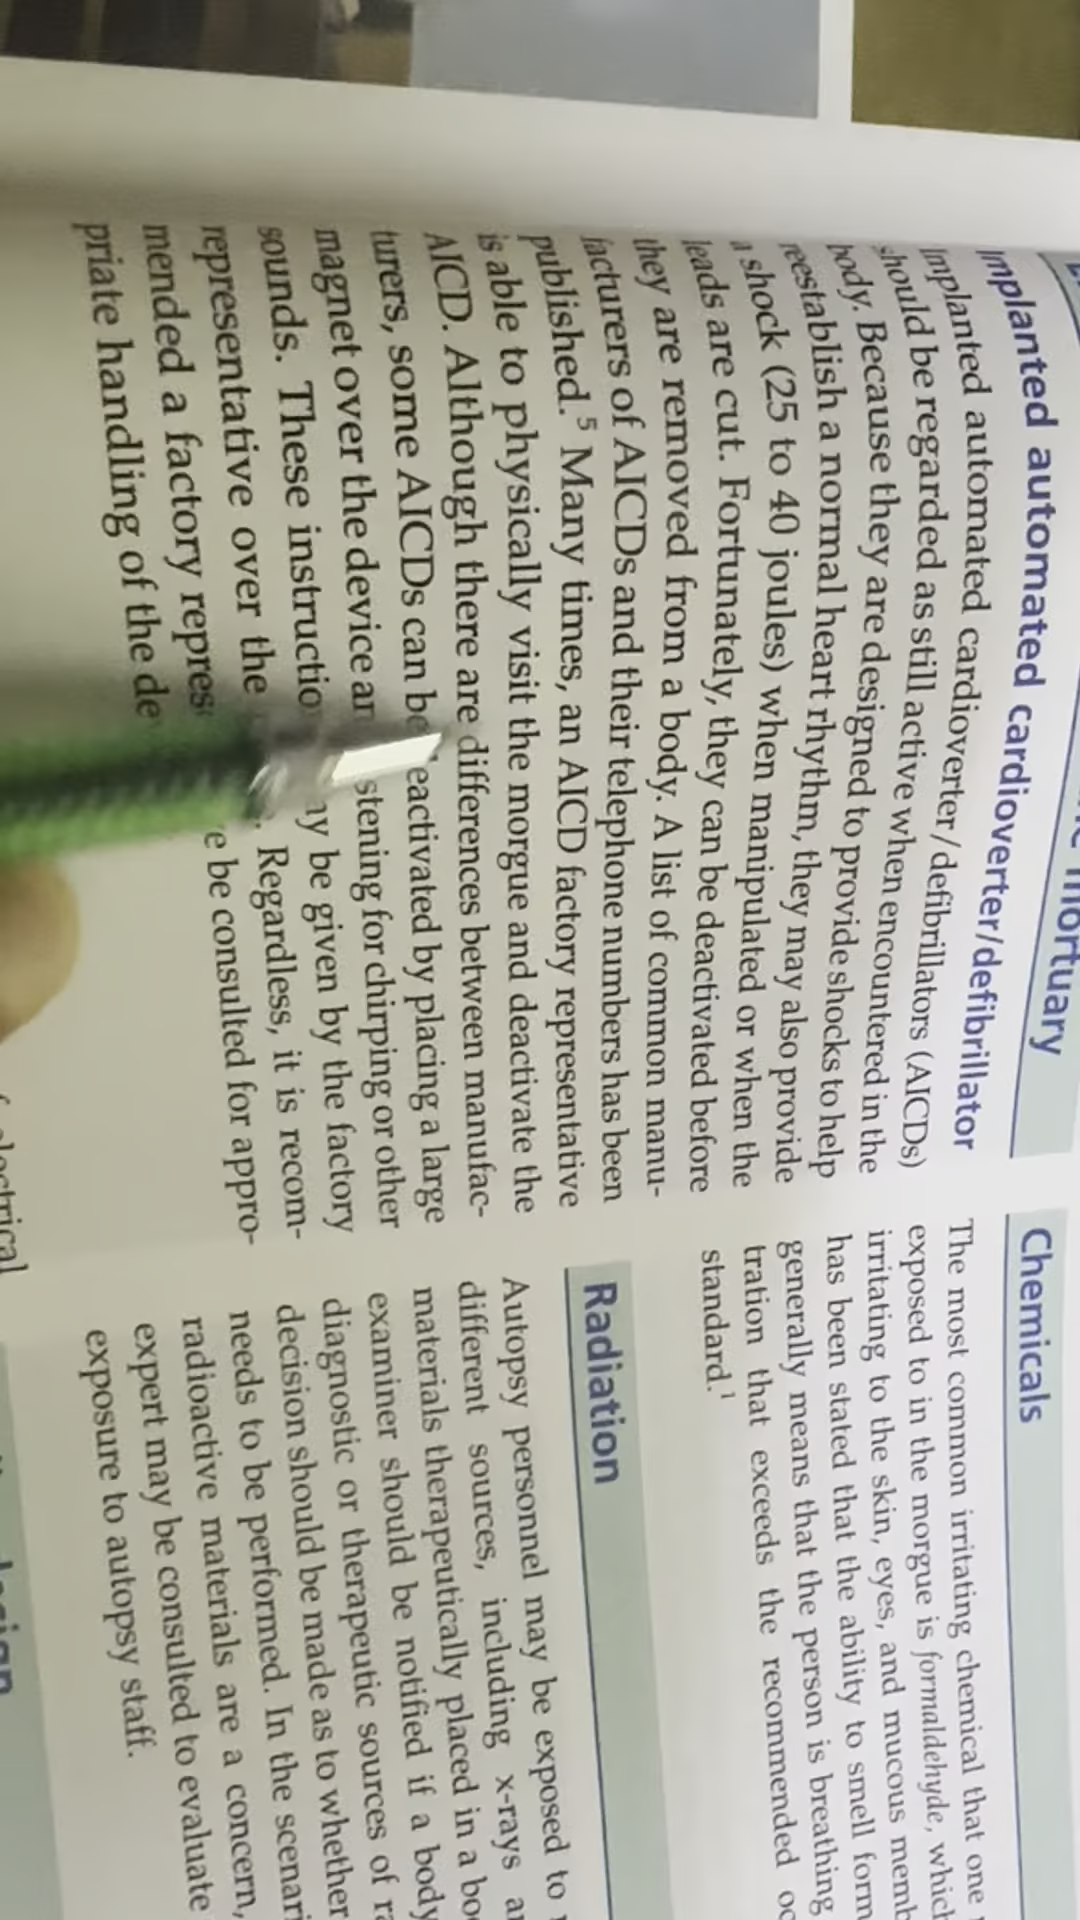 mortuary
Implanted automated cardioverter/defibrillator
Implanted automated cardioverter/defibrillators (AICDs)
should be regarded as still active when encountered in the
body. Because they are designed to provide shocks to help
reestablish a normal heart rhythm, they may also provide
a shock (25 to 40 joules) when manipulated or when the
leads are cut. Fortunately, they can be deactivated before
they are removed from a body. A list of common manu-
facturers of AICDs and their telephone numbers has been
published.⁵ Many times, an AICD factory representative
is able to physically visit the morgue and deactivate the
AICD. Although there are differences between manufac-
turers, some AICDs can be eactivated by placing a large
magnet over the device an stening for chirping or other
sounds. These instructio ay be given by the factory
representative over the . Regardless, it is recom-
mended a factory repres e be consulted for appro-
priate handling of the de
electrical
design
Chemicals
The most common irritating chemical that one
exposed to in the morgue is formaldehyde, which
irritating to the skin, eyes, and mucous memb
has been stated that the ability to smell form
generally means that the person is breathing
tration that exceeds the recommended oc
standard.¹
Radiation
Autopsy personnel may be exposed to
different sources, including x-rays an
materials therapeutically placed in a bo
examiner should be notified if a body
diagnostic or therapeutic sources of ra
decision should be made as to whether
needs to be performed. In the scenari
radioactive materials are a concern,
expert may be consulted to evaluate
exposure to autopsy staff.